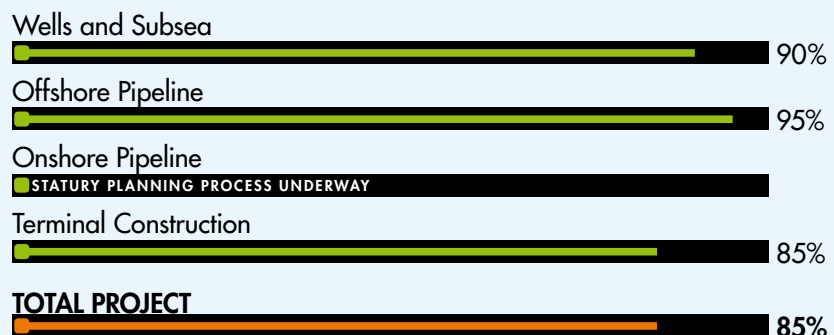 Wells and Subsea
90%
Offshore Pipeline
95%
Onshore Pipeline
STATURY PLANNING PROCESS UNDERWAY
Terminal Construction
85%
TOTAL PROJECT
85%